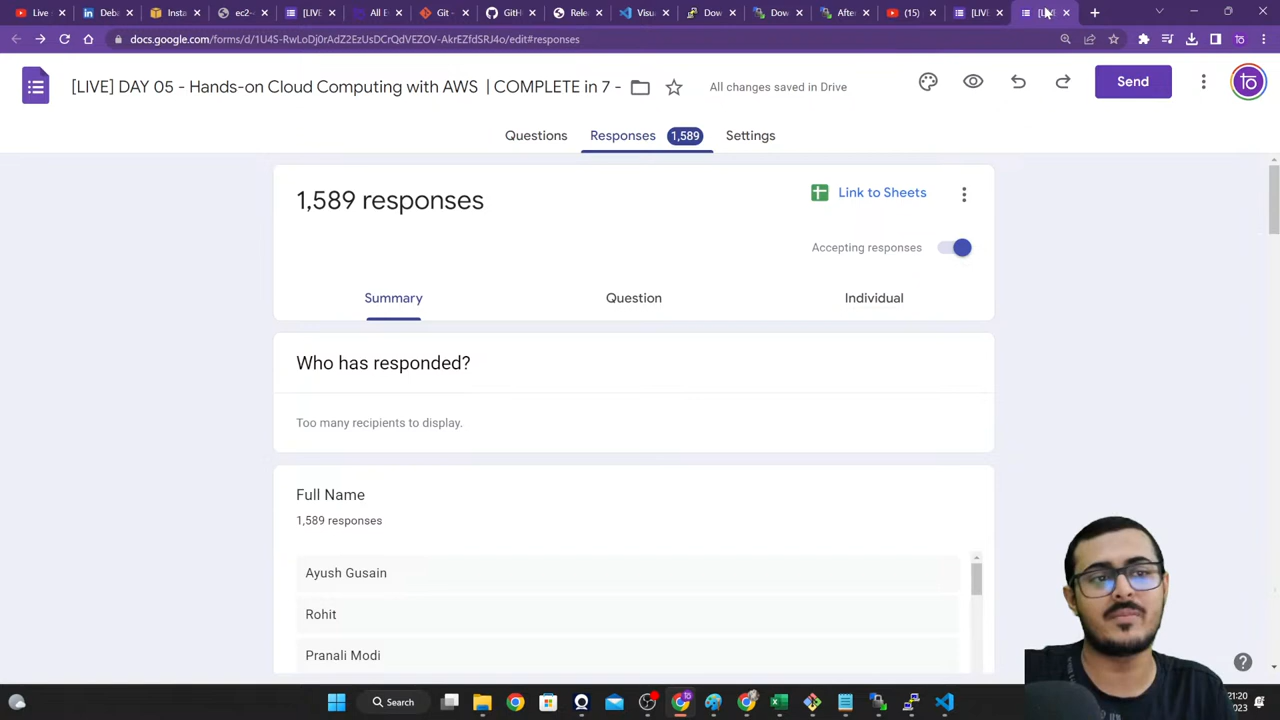 Live
Deb
Insta
ec2-
[LIVE
All E
Git -
GitH
Rele
Visua
Dow
Dow
After
(15)
[LIVE
[LIVE
docs.google.com/forms/d/1U4S-RwLoDj0rAdZ2EzUsDCrQdVEZOV-AkrEZfdSRJ4o/edit#responses
[LIVE] DAY 05 - Hands-on Cloud Computing with AWS | COMPLETE in 7 -
All changes saved in Drive
Send
Questions
Responses 1,589
Settings
1,589 responses
Link to Sheets
Accepting responses
Summary
Question
Individual
Who has responded?
Too many recipients to display.
Full Name
1,589 responses
Ayush Gusain
Rohit
Pranali Modi
Search
21:20